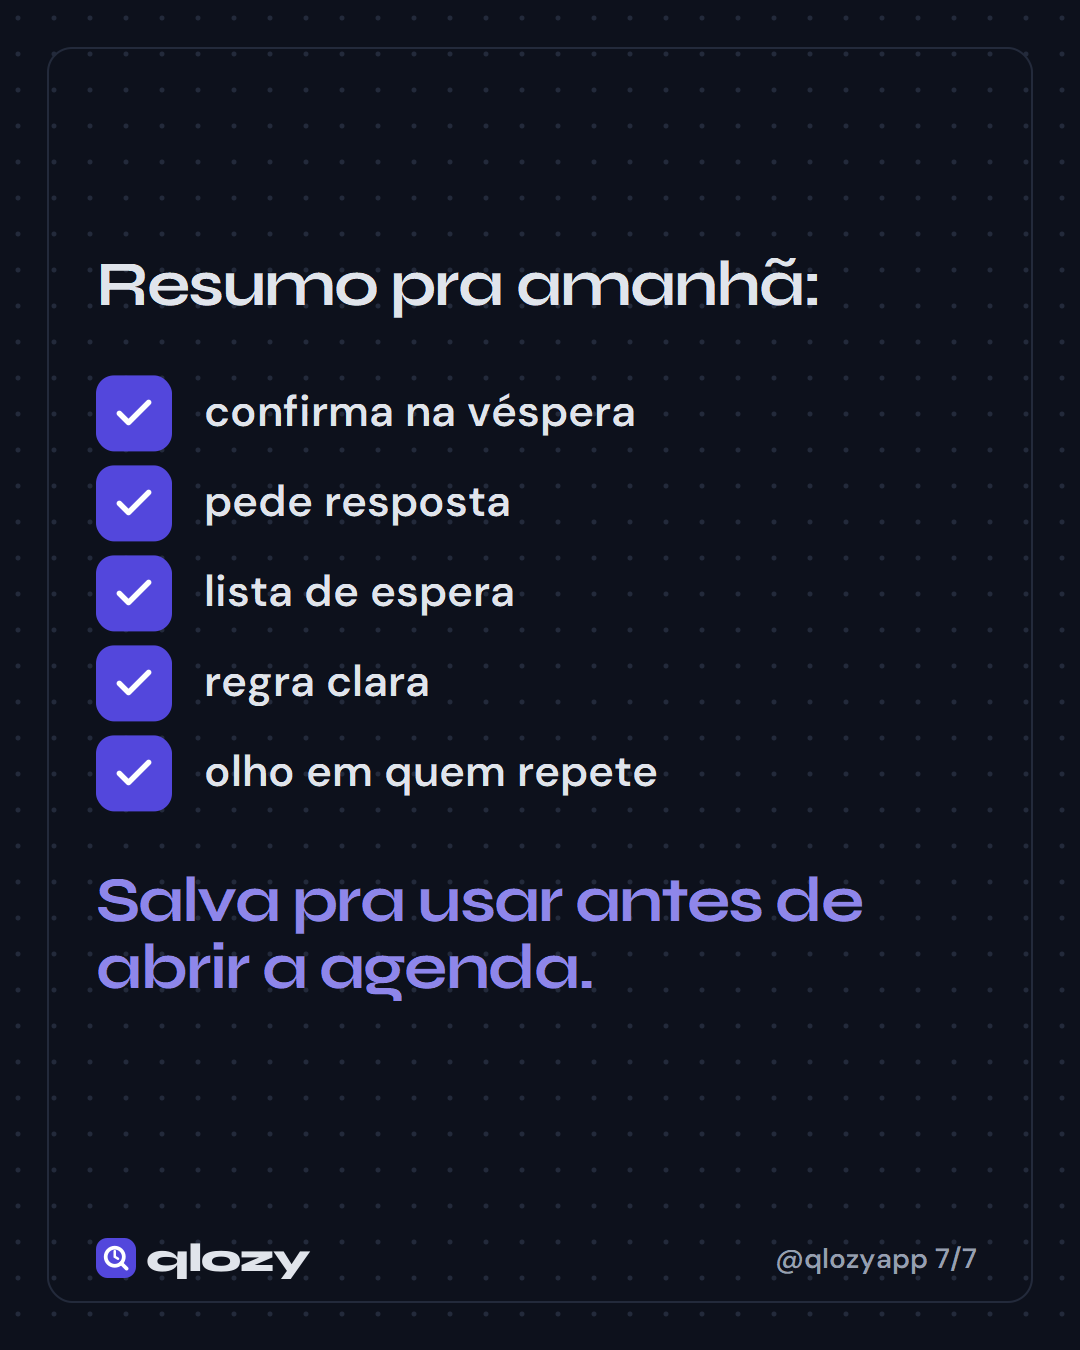 Resumo pra amanhã:
confirma na véspera
pede resposta
lista de espera
regra clara
olho em quem repete
Salva pra usar antes de
abrir a agenda.
qlozy
@qlozyapp 7/7